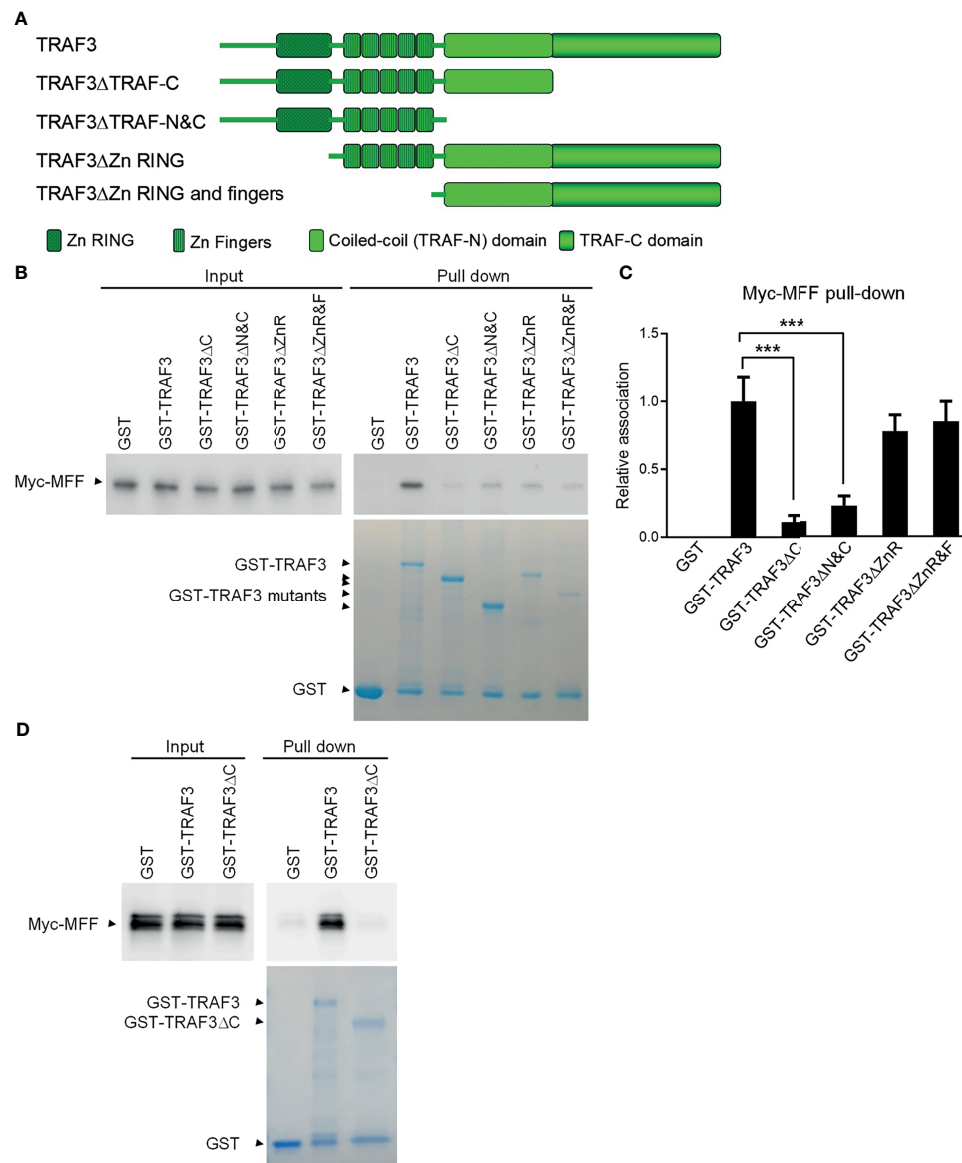 A
TRAF3
TRAF3ΔTRAF-C
TRAF3ΔTRAF-N&C
TRAF3ΔZn RING
TRAF3ΔZn RING and fingers
Zn RING
Zn Fingers
Coiled-coil (TRAF-N) domain
TRAF-C domain
B
Input
Pull down
GST
GST-TRAF3
GST-TRAF3ΔC
GST-TRAF3ΔN&C
GST-TRAF3ΔZnR
GST-TRAF3ΔZnR&F
GST
GST-TRAF3
GST-TRAF3ΔC
GST-TRAF3ΔN&C
GST-TRAF3ΔZnR
GST-TRAF3ΔZnR&F
Myc-MFF
GST-TRAF3
GST-TRAF3 mutants
GST
C
Myc-MFF pull-down
Relative association
1.5
1.0
0.5
0.0
***
***
GST
GST-TRAF3
GST-TRAF3ΔC
GST-TRAF3ΔN&C
GST-TRAF3ΔZnR
GST-TRAF3ΔZnR&F
D
Input
Pull down
GST
GST-TRAF3
GST-TRAF3ΔC
GST
GST-TRAF3
GST-TRAF3ΔC
Myc-MFF
GST-TRAF3
GST-TRAF3ΔC
GST